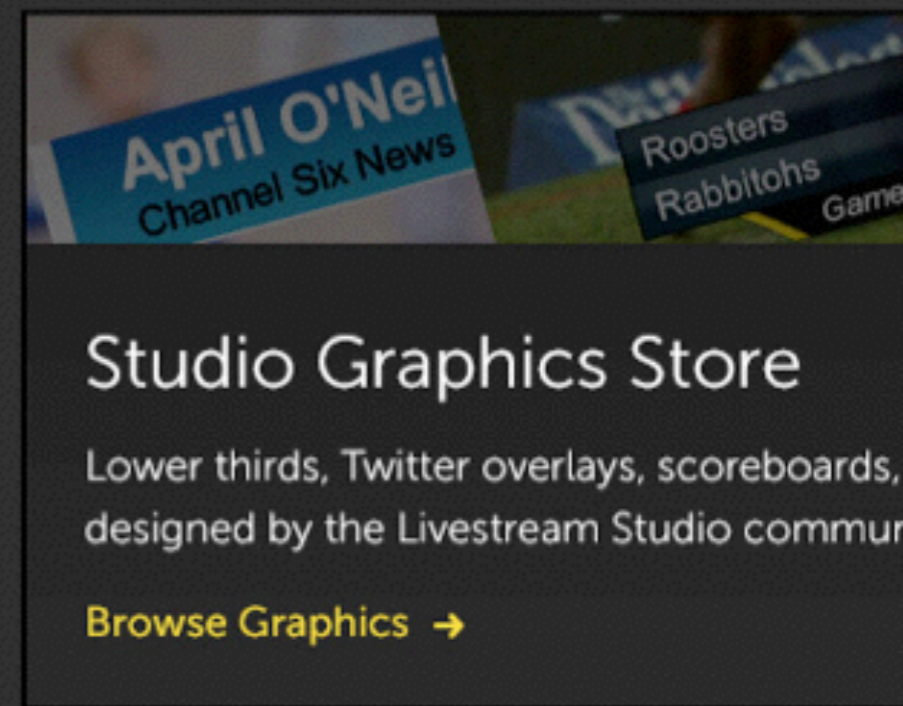 April O'Neil
Channel Six News
Roosters
Rabbitohs
Game
Studio Graphics Store
Lower thirds, Twitter overlays, scoreboards,
designed by the Livestream Studio commun
Browse Graphics →